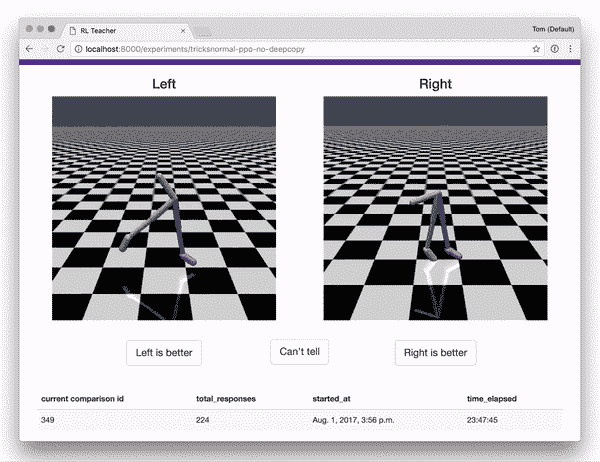 RL Teacher
Tom (Default)
localhost:8000/experiments/tricksnormal-ppo-no-deepcopy
Left Right
Left is better Can't tell Right is better
current comparison id total_responses started_at time_elapsed
349 224 Aug. 1, 2017, 3:56 p.m. 23:47:45